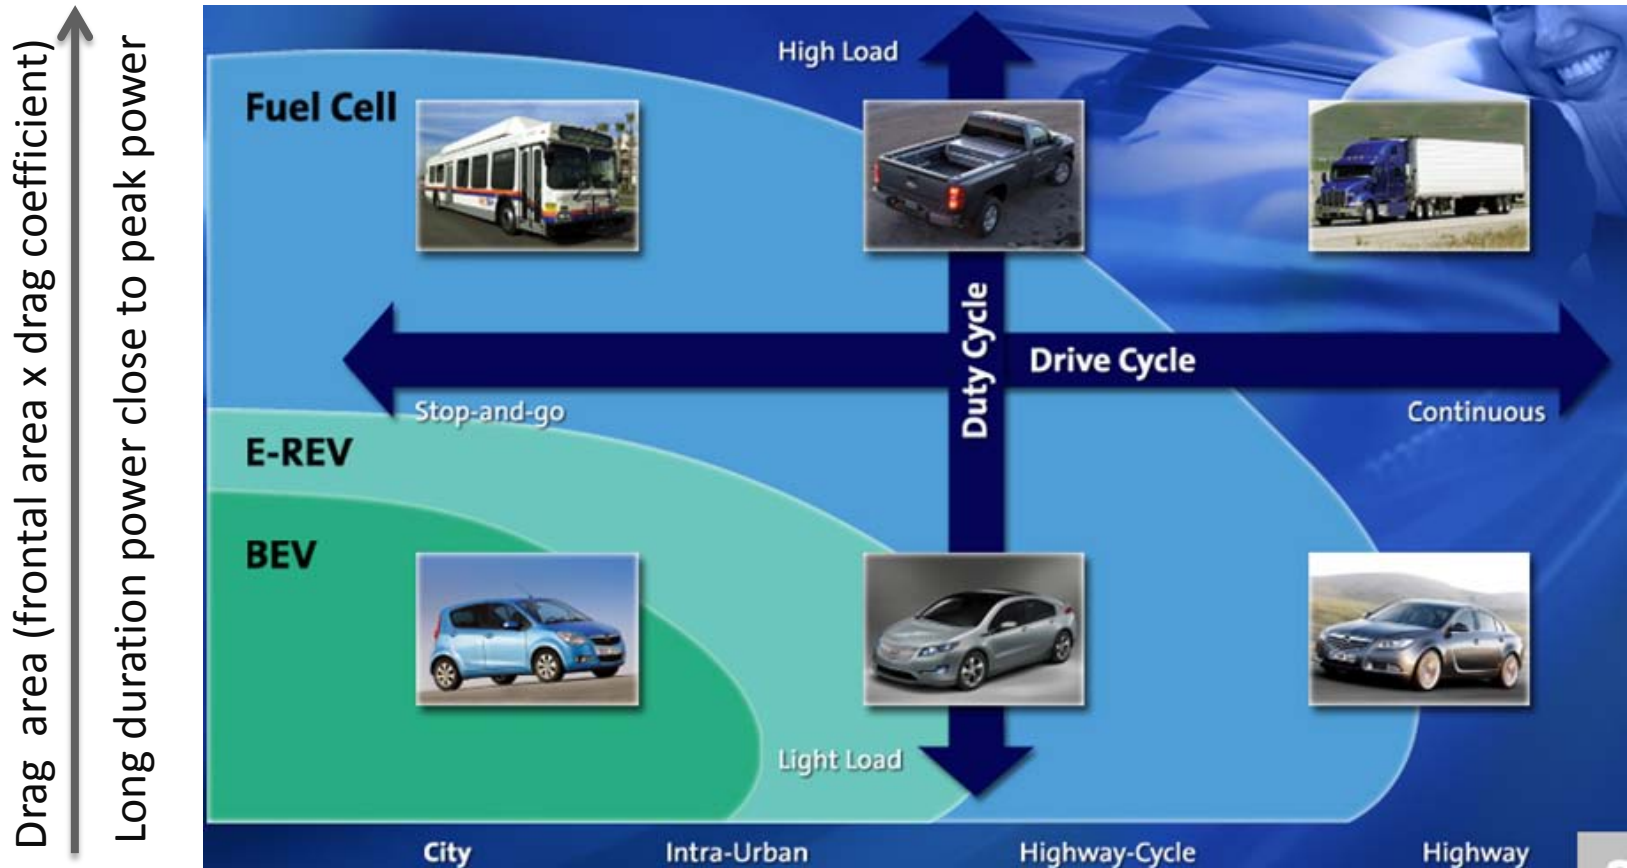 Drag area (frontal area x drag coefficient)
Long duration power close to peak power
High Load
Fuel Cell
Duty Cycle
Drive Cycle
Stop-and-go
Continuous
E-REV
BEV
Light Load
City
Intra-Urban
Highway-Cycle
Highway